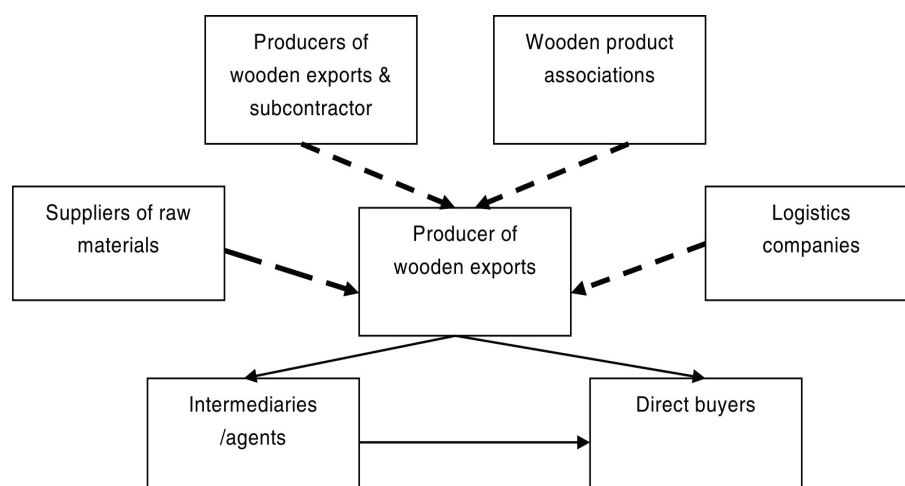 Producers of
wooden exports &
subcontractor
Wooden product
associations
Suppliers of raw
materials
Producer of
wooden exports
Logistics
companies
Intermediaries
/agents
Direct buyers